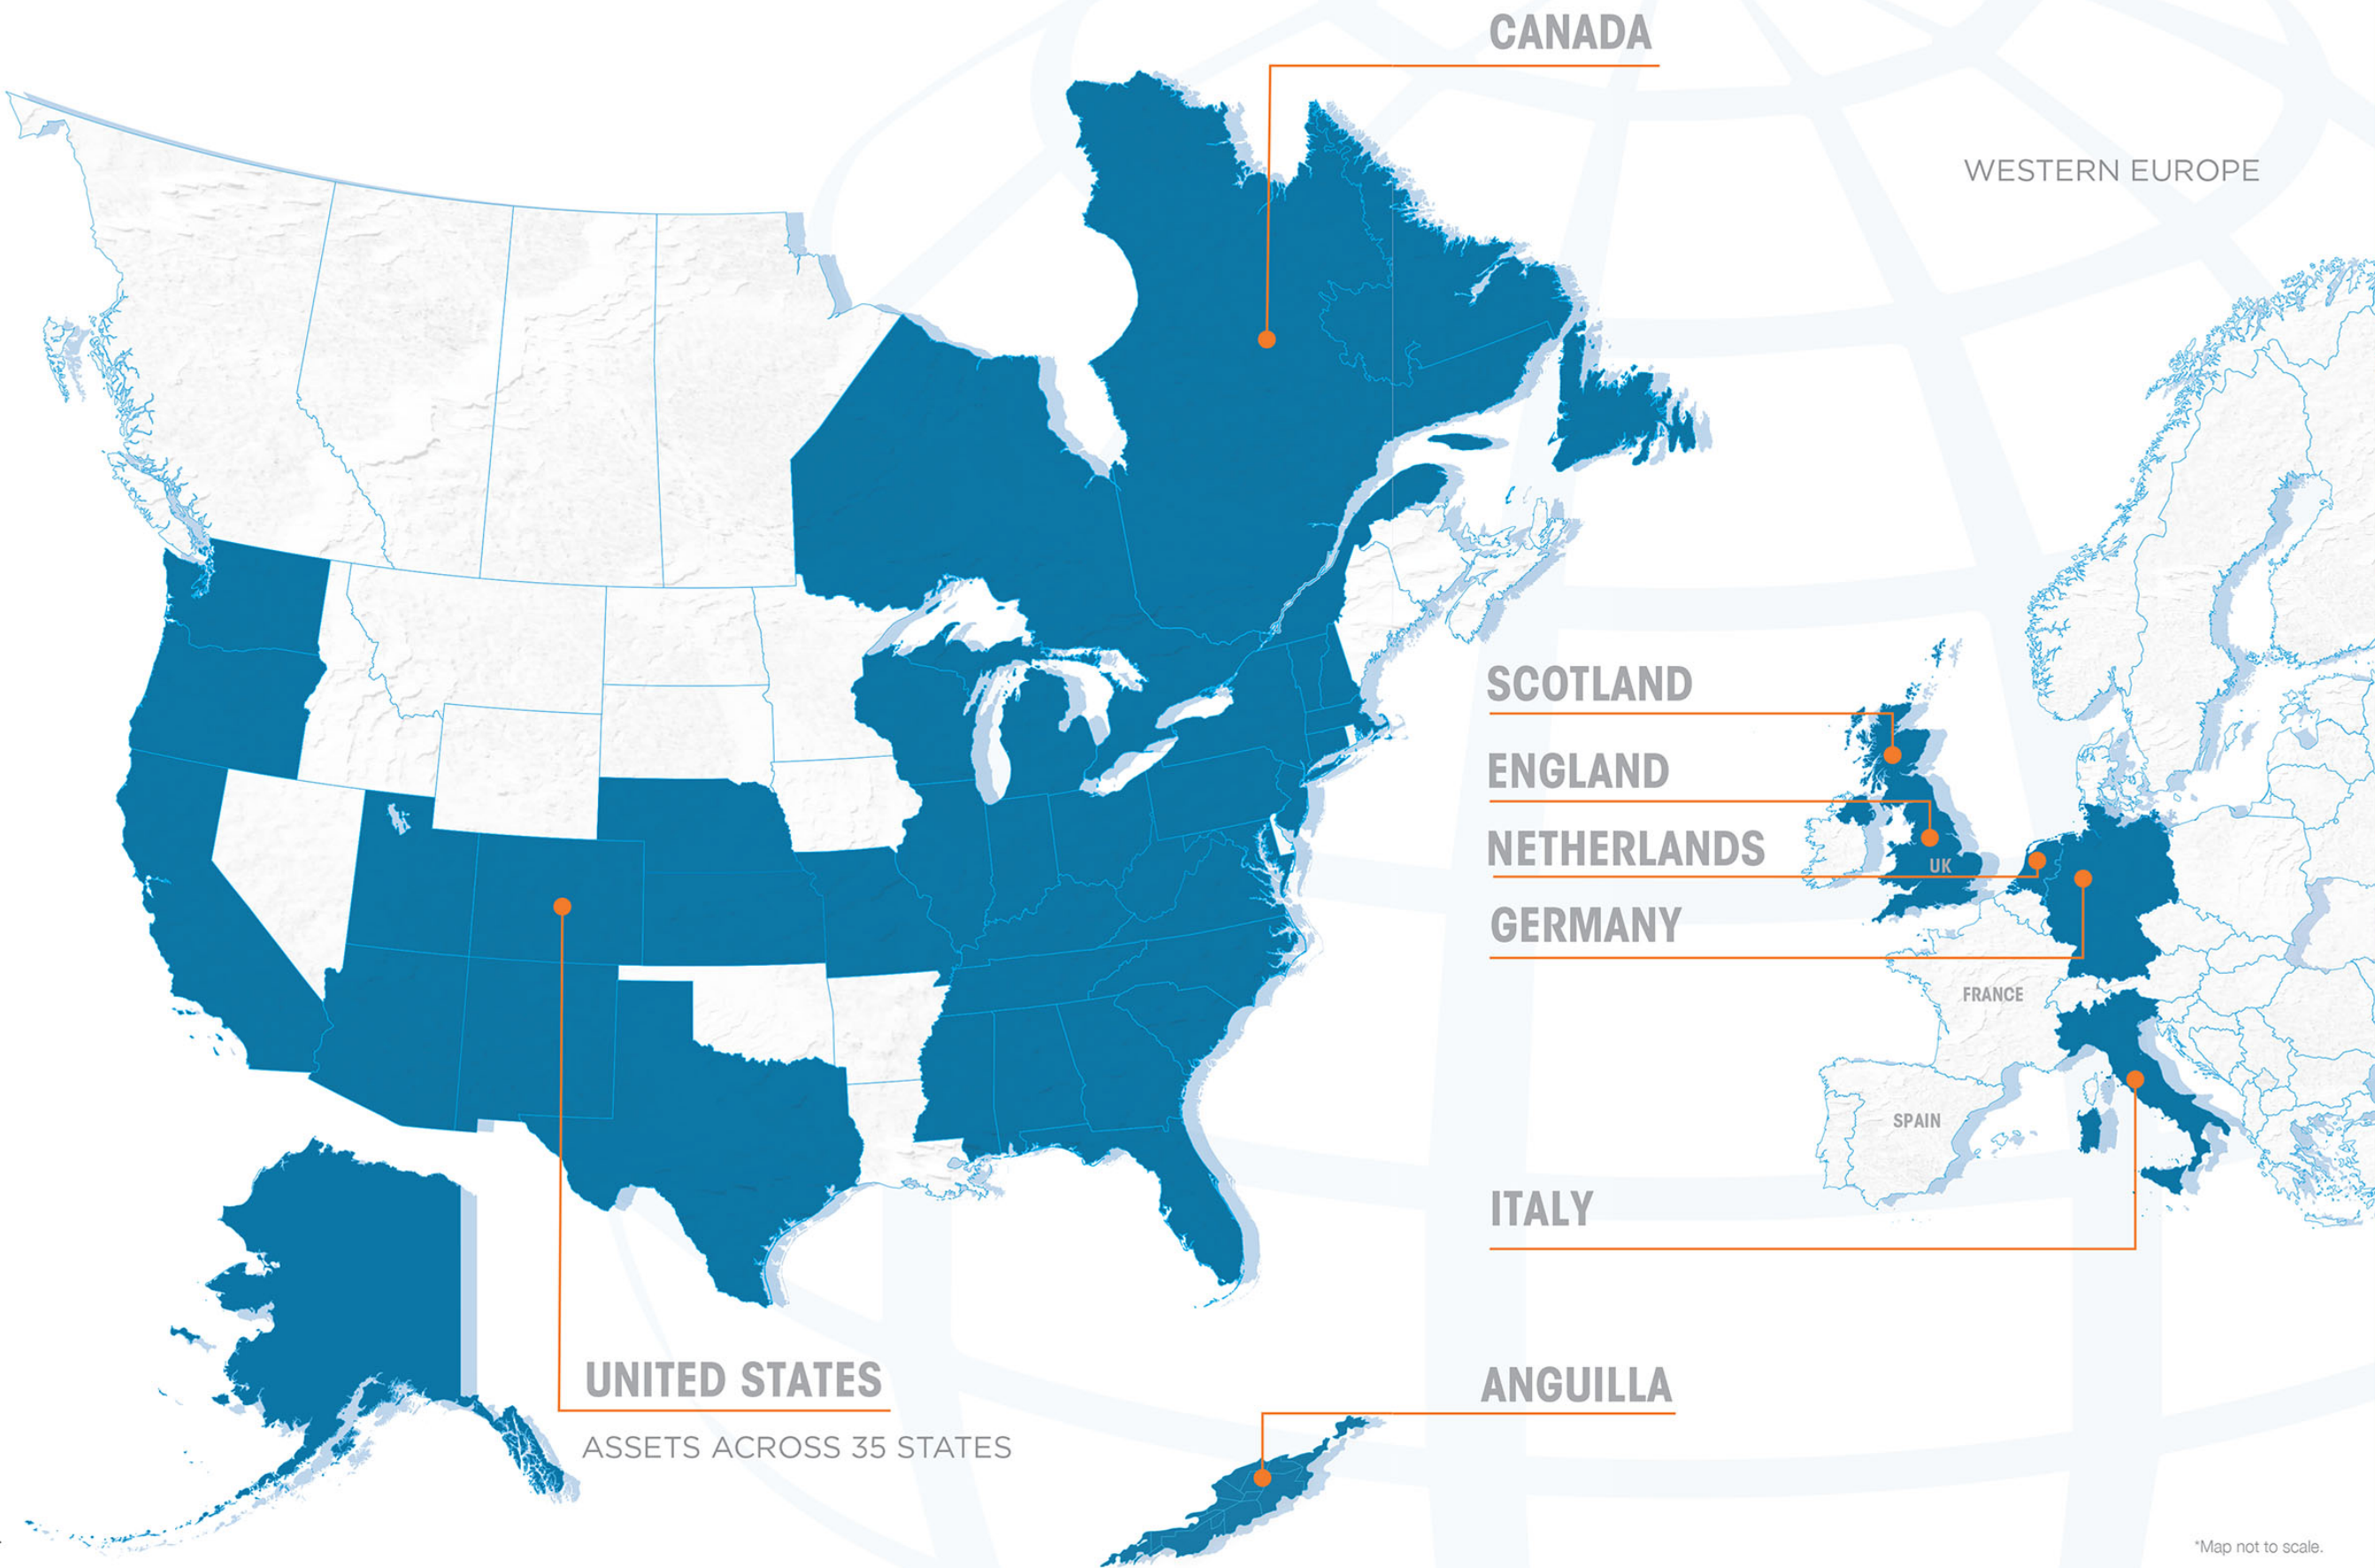 CANADA
WESTERN EUROPE
SCOTLAND
ENGLAND
NETHERLANDS
UK
GERMANY
FRANCE
SPAIN
ITALY
UNITED STATES
ASSETS ACROSS 35 STATES
ANGUILLA
*Map not to scale.